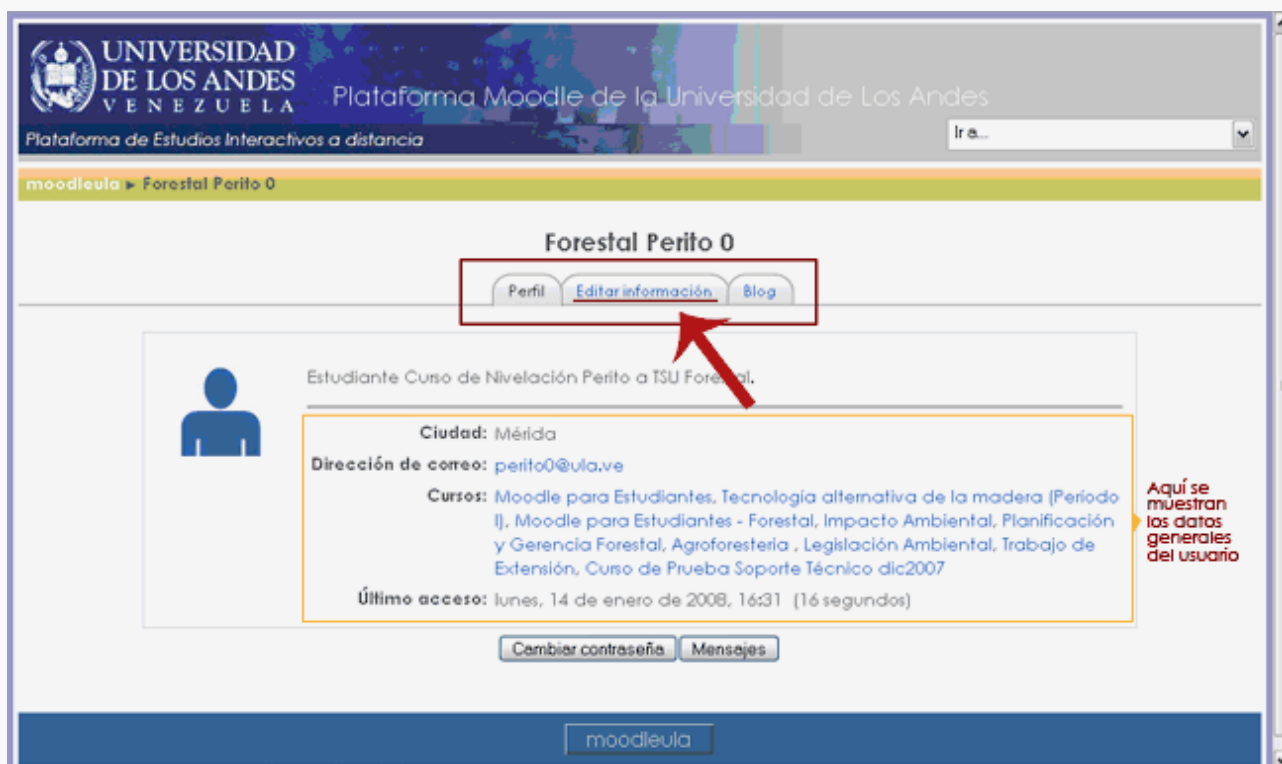 UNIVERSIDAD
DE LOS ANDES
VENEZUELA
Plataforma Moodle de la Universidad de Los Andes
Plataforma de Estudios Interactivos a distancia
Ir a...
moodleula ► Forestal Perito 0
Forestal Perito 0
Perfil Editar información Blog
Estudiante Curso de Nivelación Perito a TSU Forestal.
Ciudad: Mérida
Dirección de correo: perito0@ula.ve
Cursos: Moodle para Estudiantes, Tecnología alternativa de la madera (Período
I), Moodle para Estudiantes - Forestal, Impacto Ambiental, Planificación
y Gerencia Forestal, Agroforesteria , Legislación Ambiental, Trabajo de
Extensión, Curso de Prueba Soporte Técnico dic2007
Último acceso: lunes, 14 de enero de 2008, 16:31 (16 segundos)
Aquí se
muestran
los datos
generales
del usuario
Cambiar contraseña Mensajes
moodleula